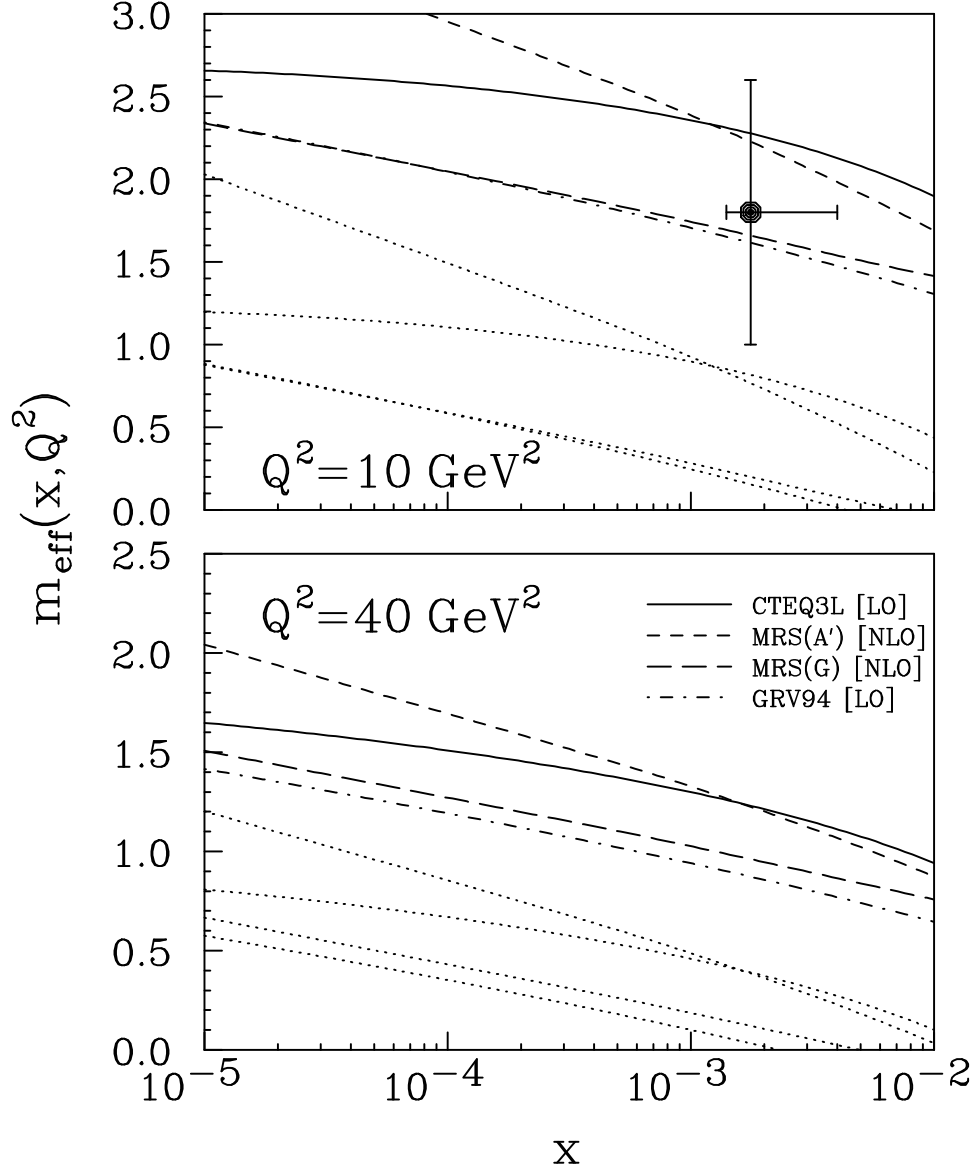 m_eff(x,Q²)
3.0
2.5
2.0
1.5
1.0
0.5
0.0
Q²=10 GeV²
2.5
2.0
1.5
1.0
0.5
0.0
Q²=40 GeV²
CTEQ3L [LO]
MRS(A') [NLO]
MRS(G) [NLO]
GRV94 [LO]
10⁻⁵ 10⁻⁴ 10⁻³ 10⁻²
x